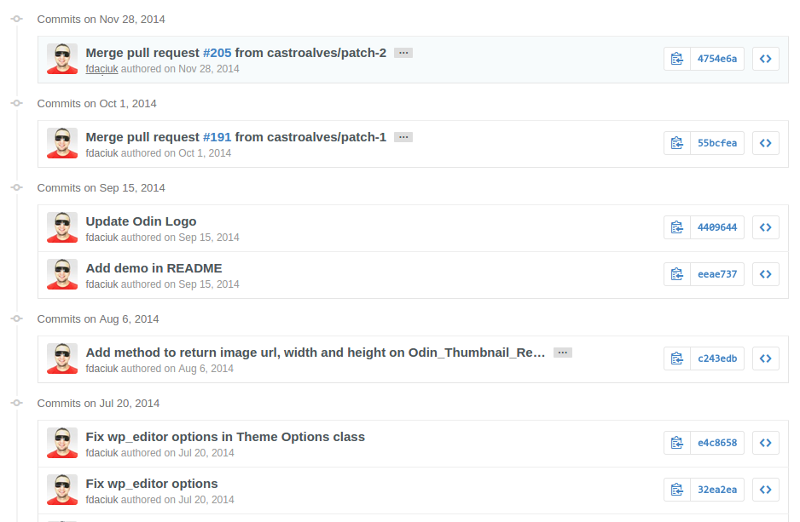 Commits on Nov 28, 2014
Merge pull request #205 from castroalves/patch-2 ...
4754e6a
fdaciuk authored on Nov 28, 2014
Commits on Oct 1, 2014
Merge pull request #191 from castroalves/patch-1 ...
55bcfea
fdaciuk authored on Oct 1, 2014
Commits on Sep 15, 2014
Update Odin Logo
4409644
fdaciuk authored on Sep 15, 2014
Add demo in README
eeae737
fdaciuk authored on Sep 15, 2014
Commits on Aug 6, 2014
Add method to return image url, width and height on Odin_Thumbnail_Re... ...
c243edb
fdaciuk authored on Aug 6, 2014
Commits on Jul 20, 2014
Fix wp_editor options in Theme Options class
e4c8658
fdaciuk authored on Jul 20, 2014
Fix wp_editor options
32ea2ea
fdaciuk authored on Jul 20, 2014